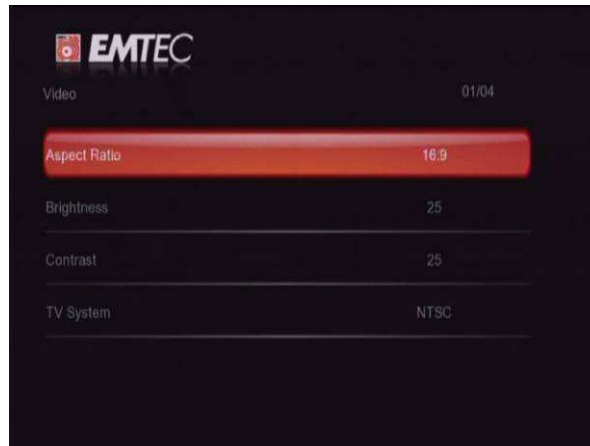 EMTEC
Video 01/04
Aspect Ratio 16:9
Brightness 25
Contrast 25
TV System NTSC